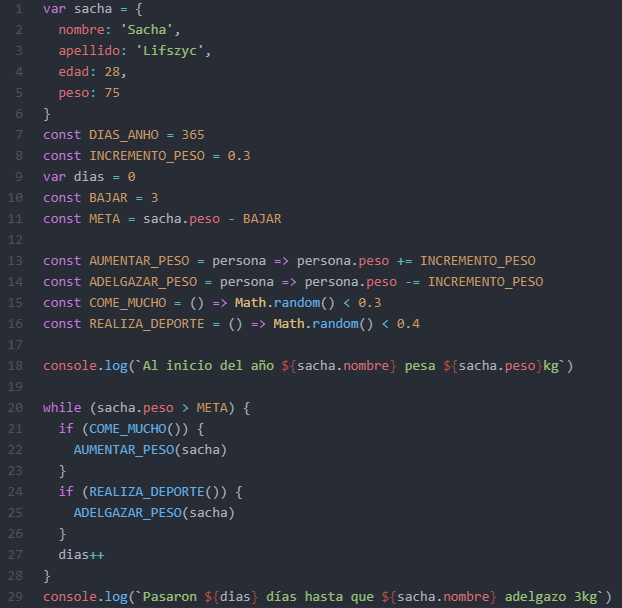 1 var sacha = {
2   nombre: 'Sacha',
3   apellido: 'Lifszyc',
4   edad: 28,
5   peso: 75
6 }
7 const DIAS_ANHO = 365
8 const INCREMENTO_PESO = 0.3
9 var dias = 0
10 const BAJAR = 3
11 const META = sacha.peso - BAJAR
12
13 const AUMENTAR_PESO = persona => persona.peso += INCREMENTO_PESO
14 const ADELGAZAR_PESO = persona => persona.peso -= INCREMENTO_PESO
15 const COME_MUCHO = () => Math.random() < 0.3
16 const REALIZA_DEPORTE = () => Math.random() < 0.4
17
18 console.log(`Al inicio del año ${sacha.nombre} pesa ${sacha.peso}kg`)
19
20 while (sacha.peso > META) {
21   if (COME_MUCHO()) {
22     AUMENTAR_PESO(sacha)
23   }
24   if (REALIZA_DEPORTE()) {
25     ADELGAZAR_PESO(sacha)
26   }
27   dias++
28 }
29 console.log(`Pasaron ${dias} días hasta que ${sacha.nombre} adelgazo 3kg`)